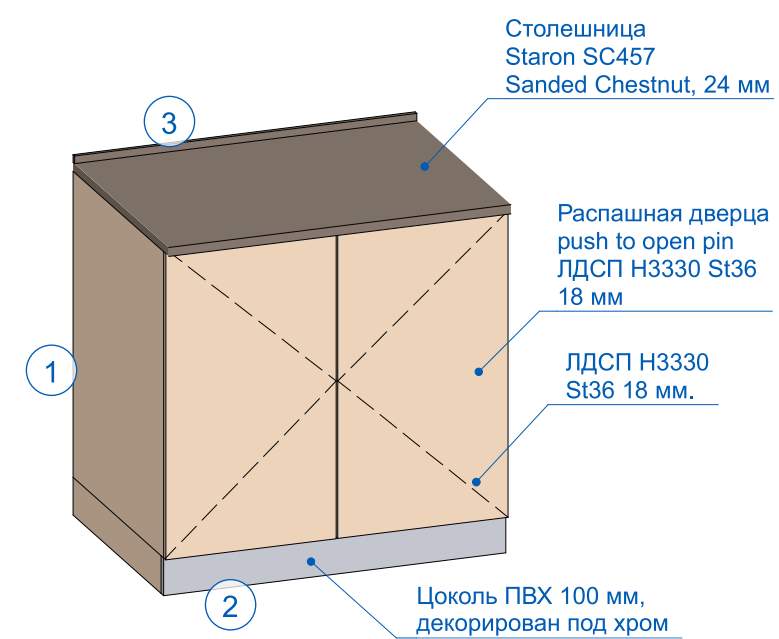 Столешница
Staron SC457
Sanded Chestnut, 24 мм
3
Распашная дверца
push to open pin
ЛДСП H3330 St36
18 мм
1
ЛДСП H3330
St36 18 мм.
2
Цоколь ПВХ 100 мм,
декорирован под хром